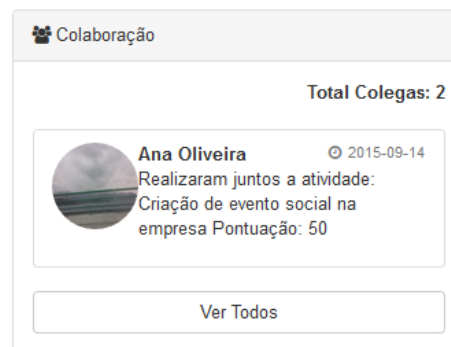 Colaboração
Total Colegas: 2
Ana Oliveira 2015-09-14
Realizaram juntos a atividade:
Criação de evento social na
empresa Pontuação: 50
Ver Todos